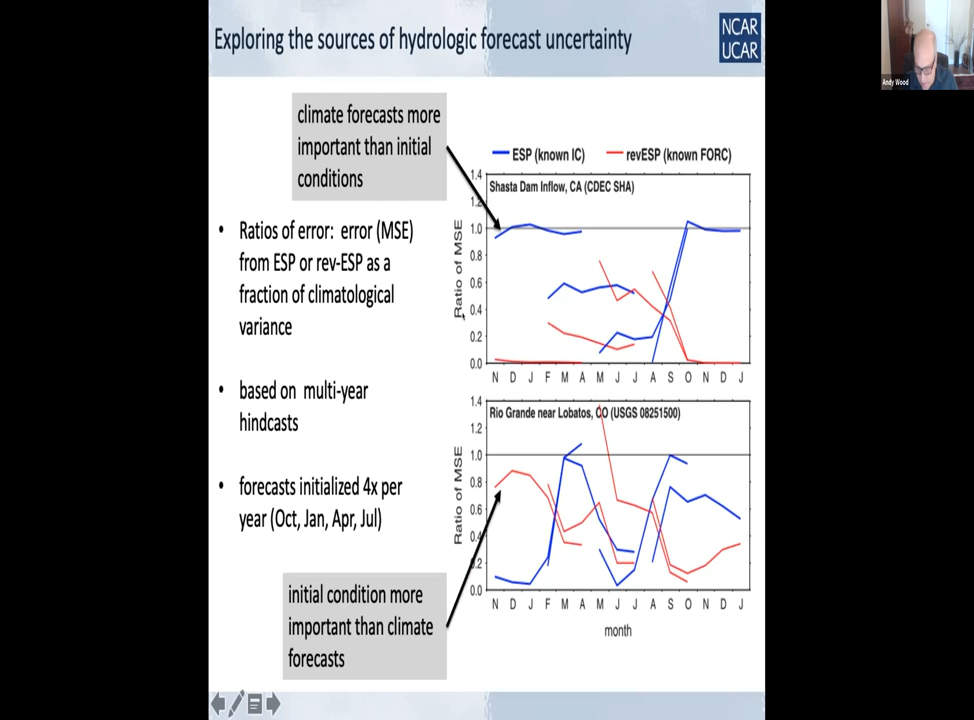 Exploring the sources of hydrologic forecast uncertainty
NCAR
UCAR
Andy Wood
climate forecasts more
important than initial
conditions
• Ratios of error: error (MSE)
from ESP or rev-ESP as a
fraction of climatological
variance
• based on multi-year
hindcasts
• forecasts initialized 4x per
year (Oct, Jan, Apr, Jul)
initial condition more
important than climate
forecasts
ESP (known IC) revESP (known FORC)
Shasta Dam Inflow, CA (CDEC SHA)
Ratio of MSE
1.4
1.2
1.0
0.8
0.6
0.4
0.2
0.0
N D J F M A M J J A S O N D J
Rio Grande near Lobatos, CO (USGS 08251500)
Ratio of MSE
1.4
1.2
1.0
0.8
0.6
0.4
0.2
0.0
N D J F M A M J J A S O N D J
month